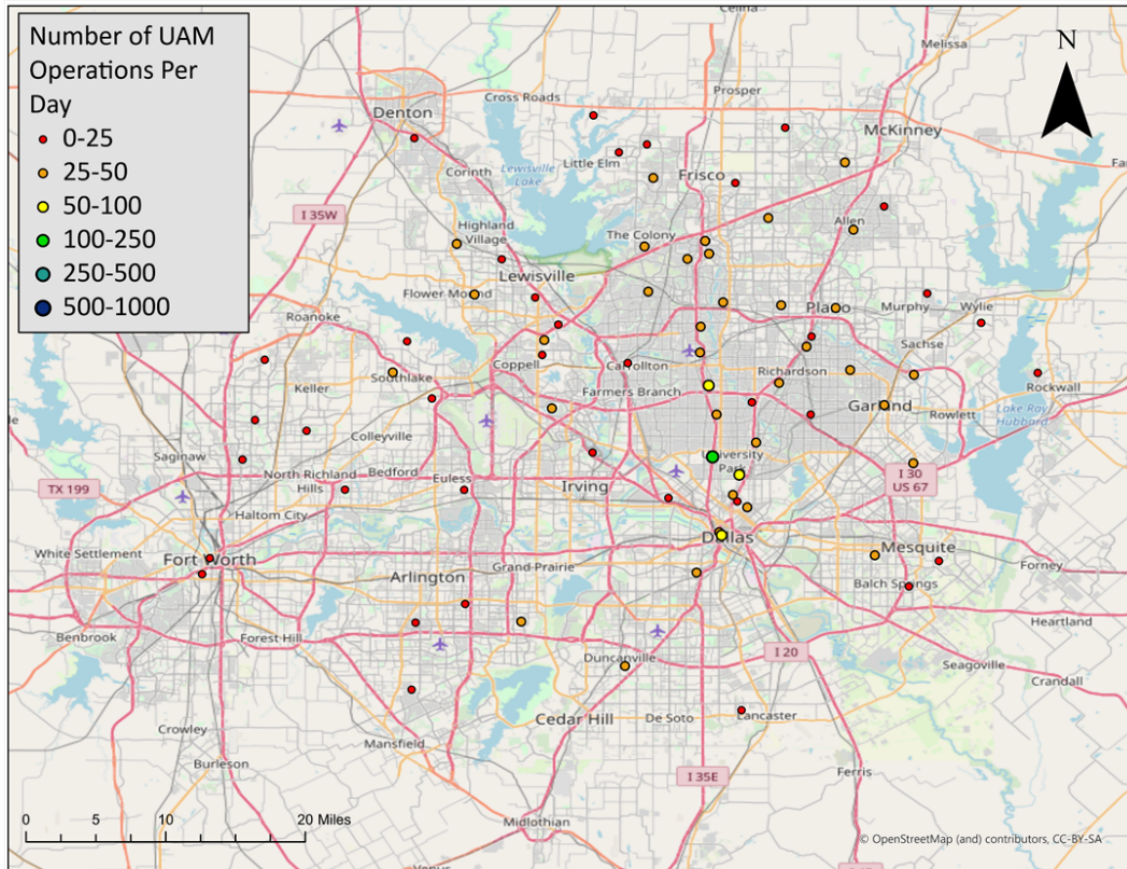 Number of UAM
Operations Per
Day
0-25
25-50
50-100
100-250
250-500
500-1000
N
Celina
Melissa
Cross Roads
Prosper
Denton
McKinney
Little Elm
Lewisville
Lake
Corinth
Frisco
I 35W
Highland
Village
The Colony
Allen
Lewisville
Flower Mound
Roanoke
Plano
Murphy
Wylie
Sachse
Coppell
Carrollton
Southlake
Keller
Richardson
Rockwall
Farmers Branch
Garland
Rowlett
Lake Ray
Hubbard
Colleyville
Saginaw
University
Park
North Richland
Hills
Bedford
Euless
Irving
I 30
US 67
TX 199
Haltom City
White Settlement
Fort Worth
Dallas
Mesquite
Grand Prairie
Forney
Arlington
Balch Springs
Heartland
Benbrook
Forest Hill
I 20
Duncanville
Seagoville
Crandall
Cedar Hill
De Soto
Lancaster
Crowley
Mansfield
Burleson
I 35E
Ferris
0 5 10 20 Miles
Midlothian
© OpenStreetMap (and) contributors, CC-BY-SA